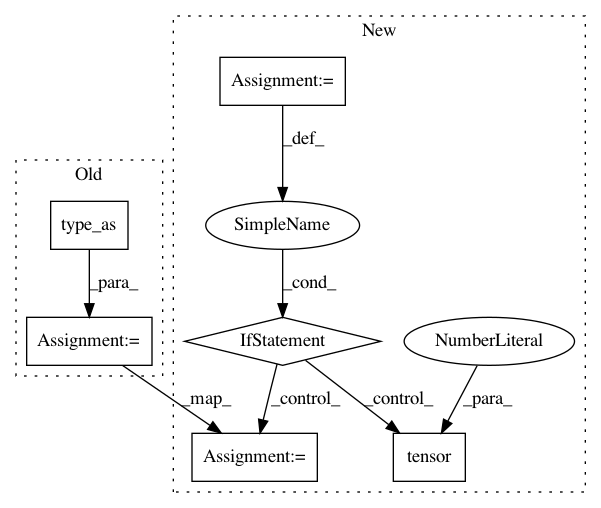 New
Assignment:=
_def_
Old
type_as
SimpleName
_para_
_cond_
Assignment:=
IfStatement
NumberLiteral
_map_
_control_
_control_
_para_
Assignment:=
tensor